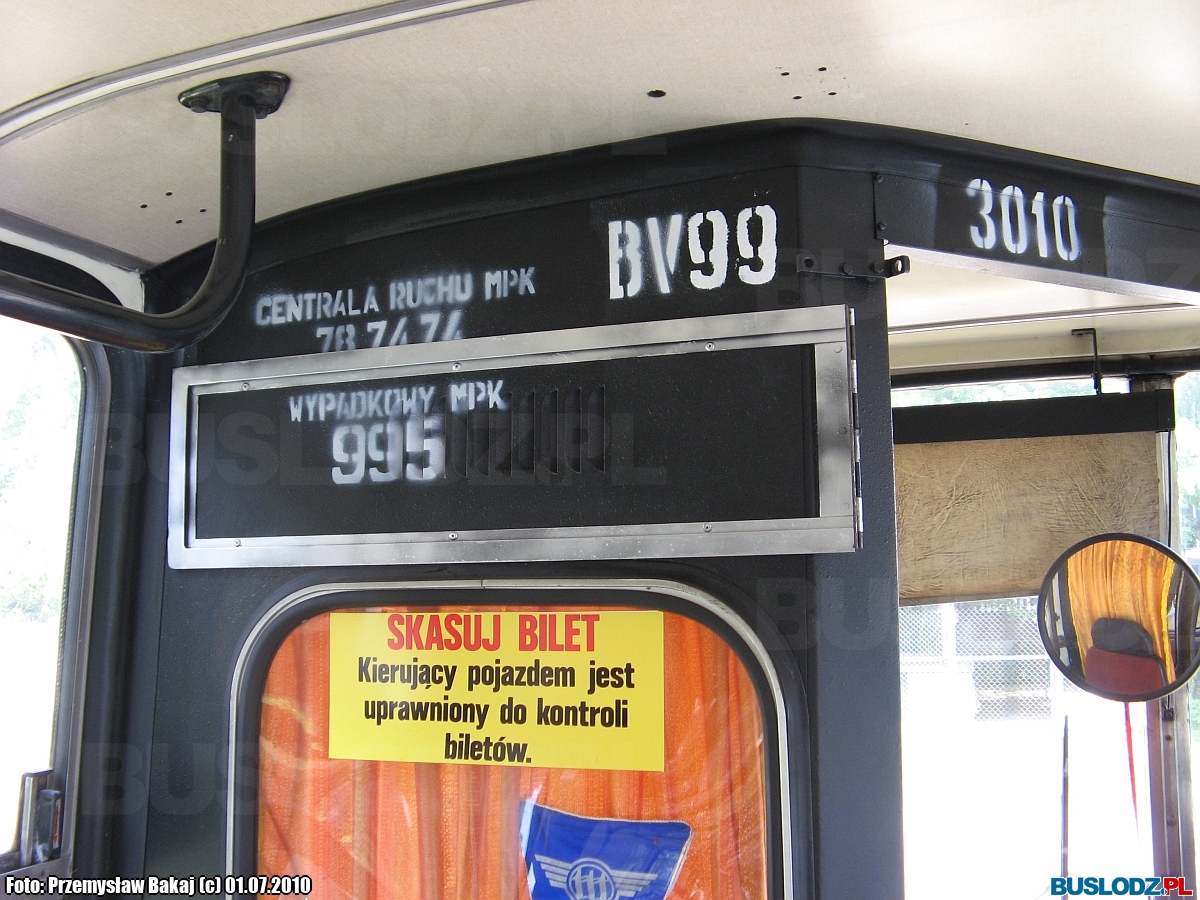 BV99
3010
CENTRALA RUCHU MPK
78 74 74
WYPADKOWY MPK
995
SKASUJ BILET
Kierujący pojazdem jest
uprawniony do kontroli
biletów.
Foto: Przemysław Bakaj (c) 01.07.2010
BUSLODZ.PL